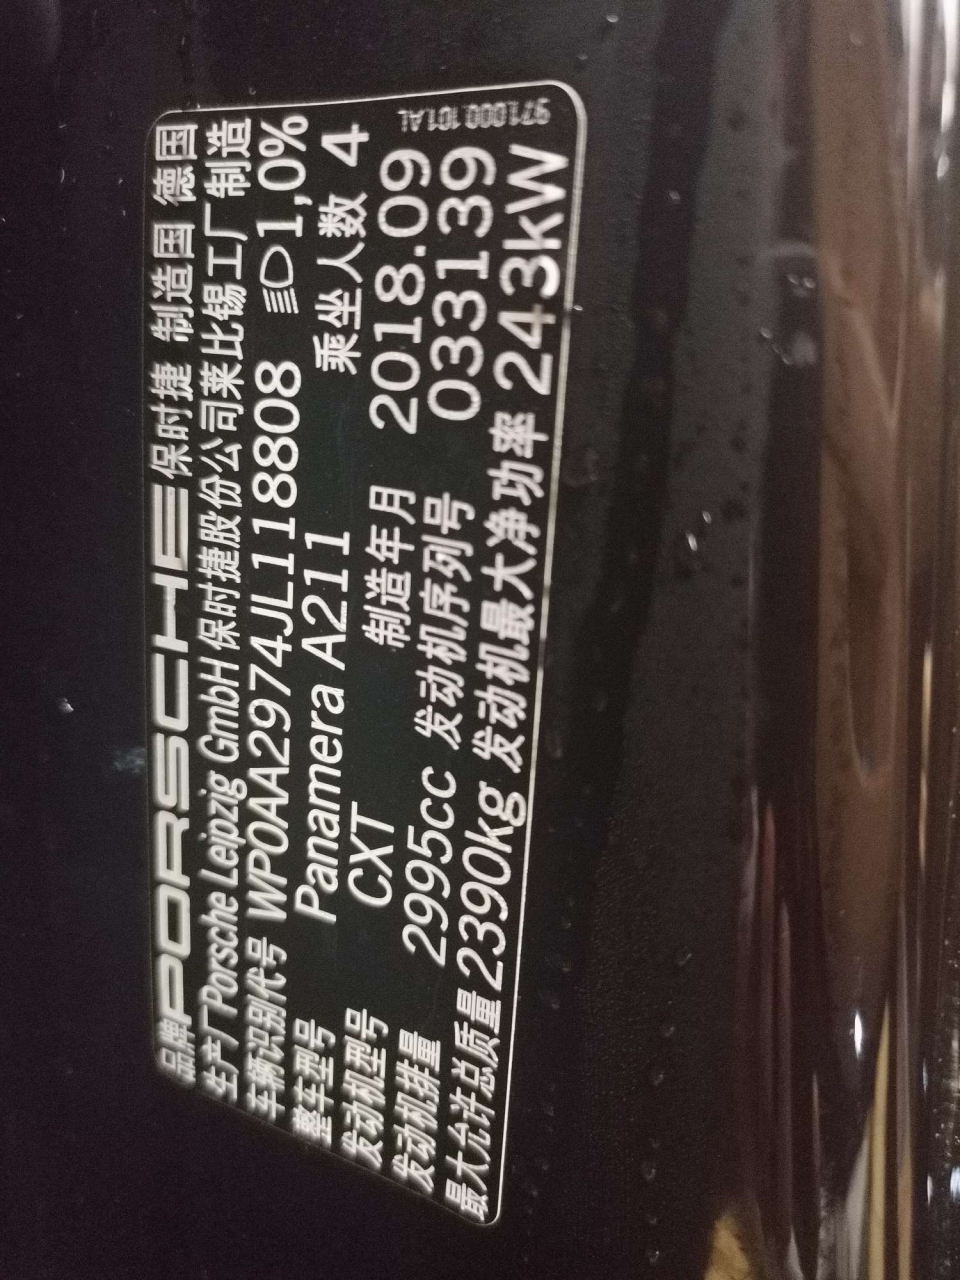 品牌 PORSCHE 保时捷 制造国 德国
生产厂 Porsche Leipzig GmbH 保时捷股份公司莱比锡工厂制造
车辆识别代号 WP0AA2974JL118808 1,0%
整车型号 Panamera A211 乘坐人数 4
发动机型号 CXT 制造年月 2018.09
发动机排量 2995cc 发动机序列号 033139
最大允许总质量 2390kg 发动机最大净功率 243kW
971.000.101.AL